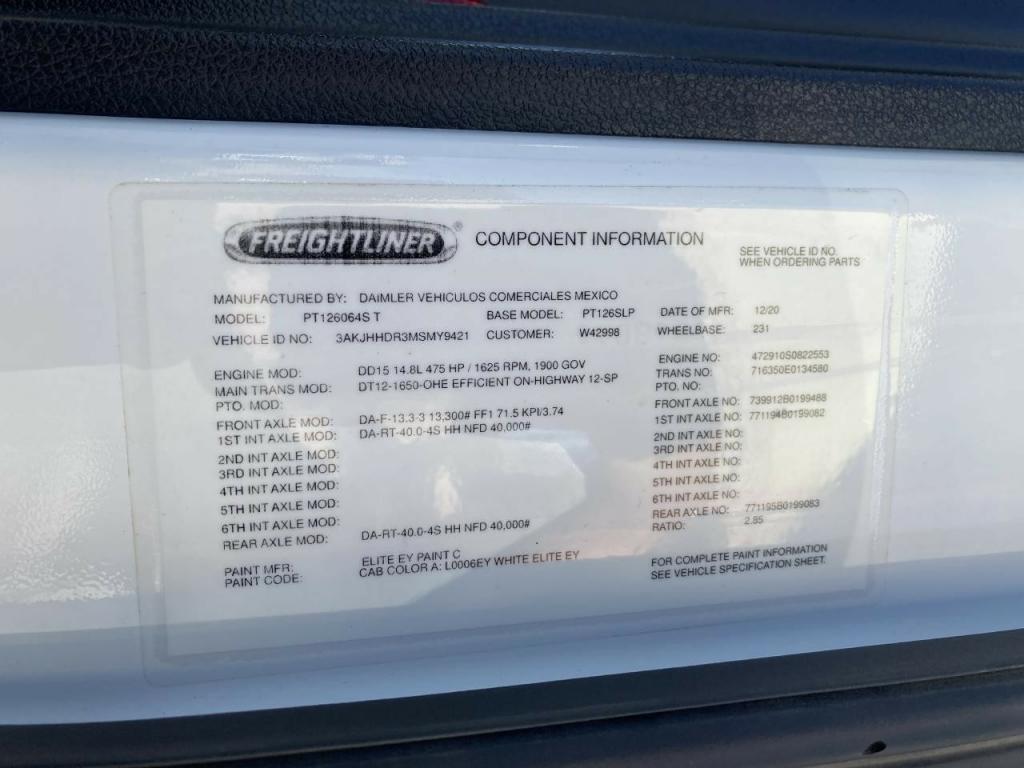 FREIGHTLINER ® COMPONENT INFORMATION
SEE VEHICLE ID NO.
WHEN ORDERING PARTS
MANUFACTURED BY: DAIMLER VEHICULOS COMERCIALES MEXICO
MODEL: PT126064S T BASE MODEL: PT126SLP DATE OF MFR: 12/20
VEHICLE ID NO: 3AKJHHDR3MSMY9421 CUSTOMER: W42998 WHEELBASE: 231
ENGINE MOD: DD15 14.8L 475 HP / 1625 RPM, 1900 GOV ENGINE NO: 472910S0822553
MAIN TRANS MOD: DT12-1650-OHE EFFICIENT ON-HIGHWAY 12-SP TRANS NO: 716350E0134580
PTO. MOD: PTO. NO:
FRONT AXLE MOD: DA-F-13.3-3 13,300# FF1 71.5 KPI/3.74 FRONT AXLE NO: 739912B0199488
1ST INT AXLE MOD: DA-RT-40.0-4S HH NFD 40,000# 1ST INT AXLE NO: 771194B0199082
2ND INT AXLE MOD: 2ND INT AXLE NO:
3RD INT AXLE MOD: 3RD INT AXLE NO:
4TH INT AXLE MOD: 4TH INT AXLE NO:
5TH INT AXLE MOD: 5TH INT AXLE NO:
6TH INT AXLE MOD: 6TH INT AXLE NO:
REAR AXLE MOD: DA-RT-40.0-4S HH NFD 40,000# REAR AXLE NO: 771195B0199083
RATIO: 2.85
PAINT MFR: ELITE EY PAINT C
PAINT CODE: CAB COLOR A: L0006EY WHITE ELITE EY
FOR COMPLETE PAINT INFORMATION
SEE VEHICLE SPECIFICATION SHEET.